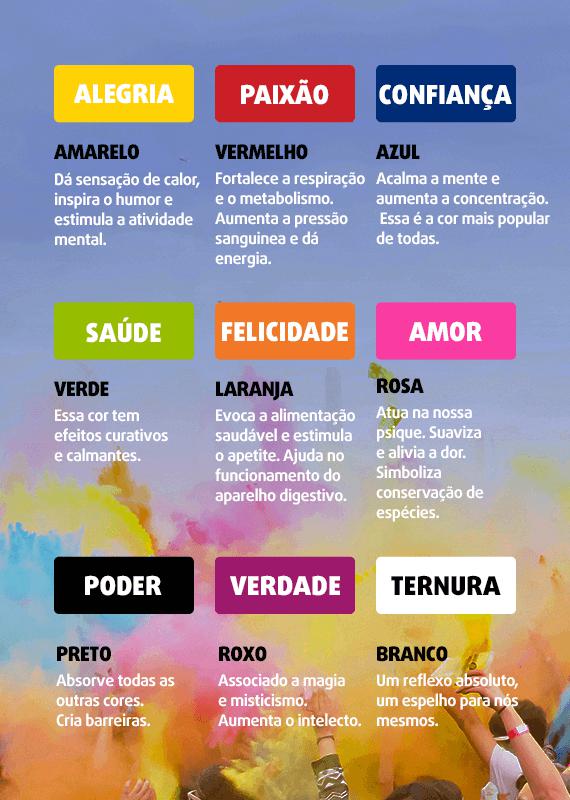 ALEGRIA
AMARELO
Dá sensação de calor,
inspira o humor e
estimula a atividade
mental.
PAIXÃO
VERMELHO
Fortalece a respiração
e o metabolismo.
Aumenta a pressão
sanguinea e dá
energia.
CONFIANÇA
AZUL
Acalma a mente e
aumenta a concentração.
Essa é a cor mais popular
de todas.
SAÚDE
VERDE
Essa cor tem
efeitos curativos
e calmantes.
FELICIDADE
LARANJA
Evoca a alimentação
saudável e estimula
o apetite. Ajuda no
funcionamento do
aparelho digestivo.
AMOR
ROSA
Atua na nossa
psique. Suaviza
e alivia a dor.
Simboliza
conservação de
espécies.
PODER
PRETO
Absorve todas as
outras cores.
Cria barreiras.
VERDADE
ROXO
Associado a magia
e misticismo.
Aumenta o intelecto.
TERNURA
BRANCO
Um reflexo absoluto,
um espelho para nós
mesmos.